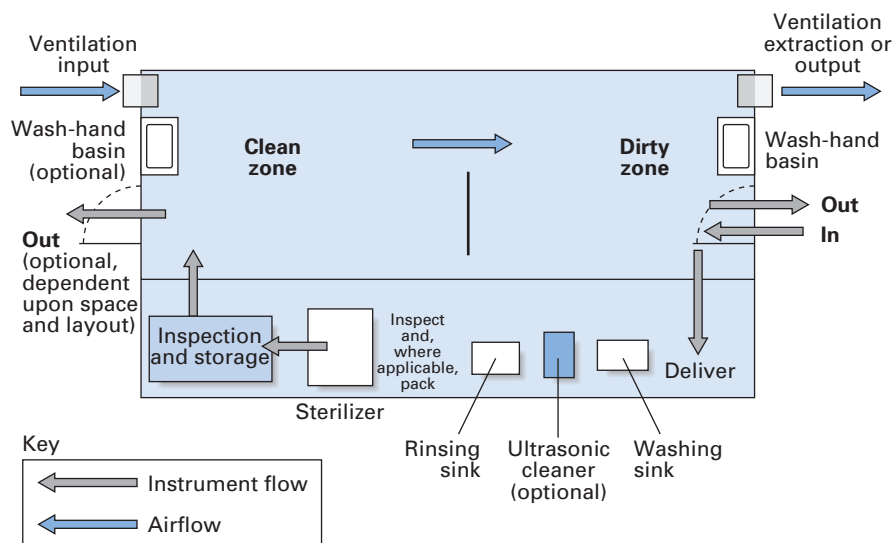 Ventilation
input
Ventilation
extraction or
output
Wash-hand
basin
(optional)
Clean
zone
Dirty
zone
Wash-hand
basin
Out
(optional,
dependent
upon space
and layout)
Out
In
Inspection
and storage
Inspect
and,
where
applicable,
pack
Deliver
Sterilizer
Rinsing
sink
Ultrasonic
cleaner
(optional)
Washing
sink
Key
Instrument flow
Airflow